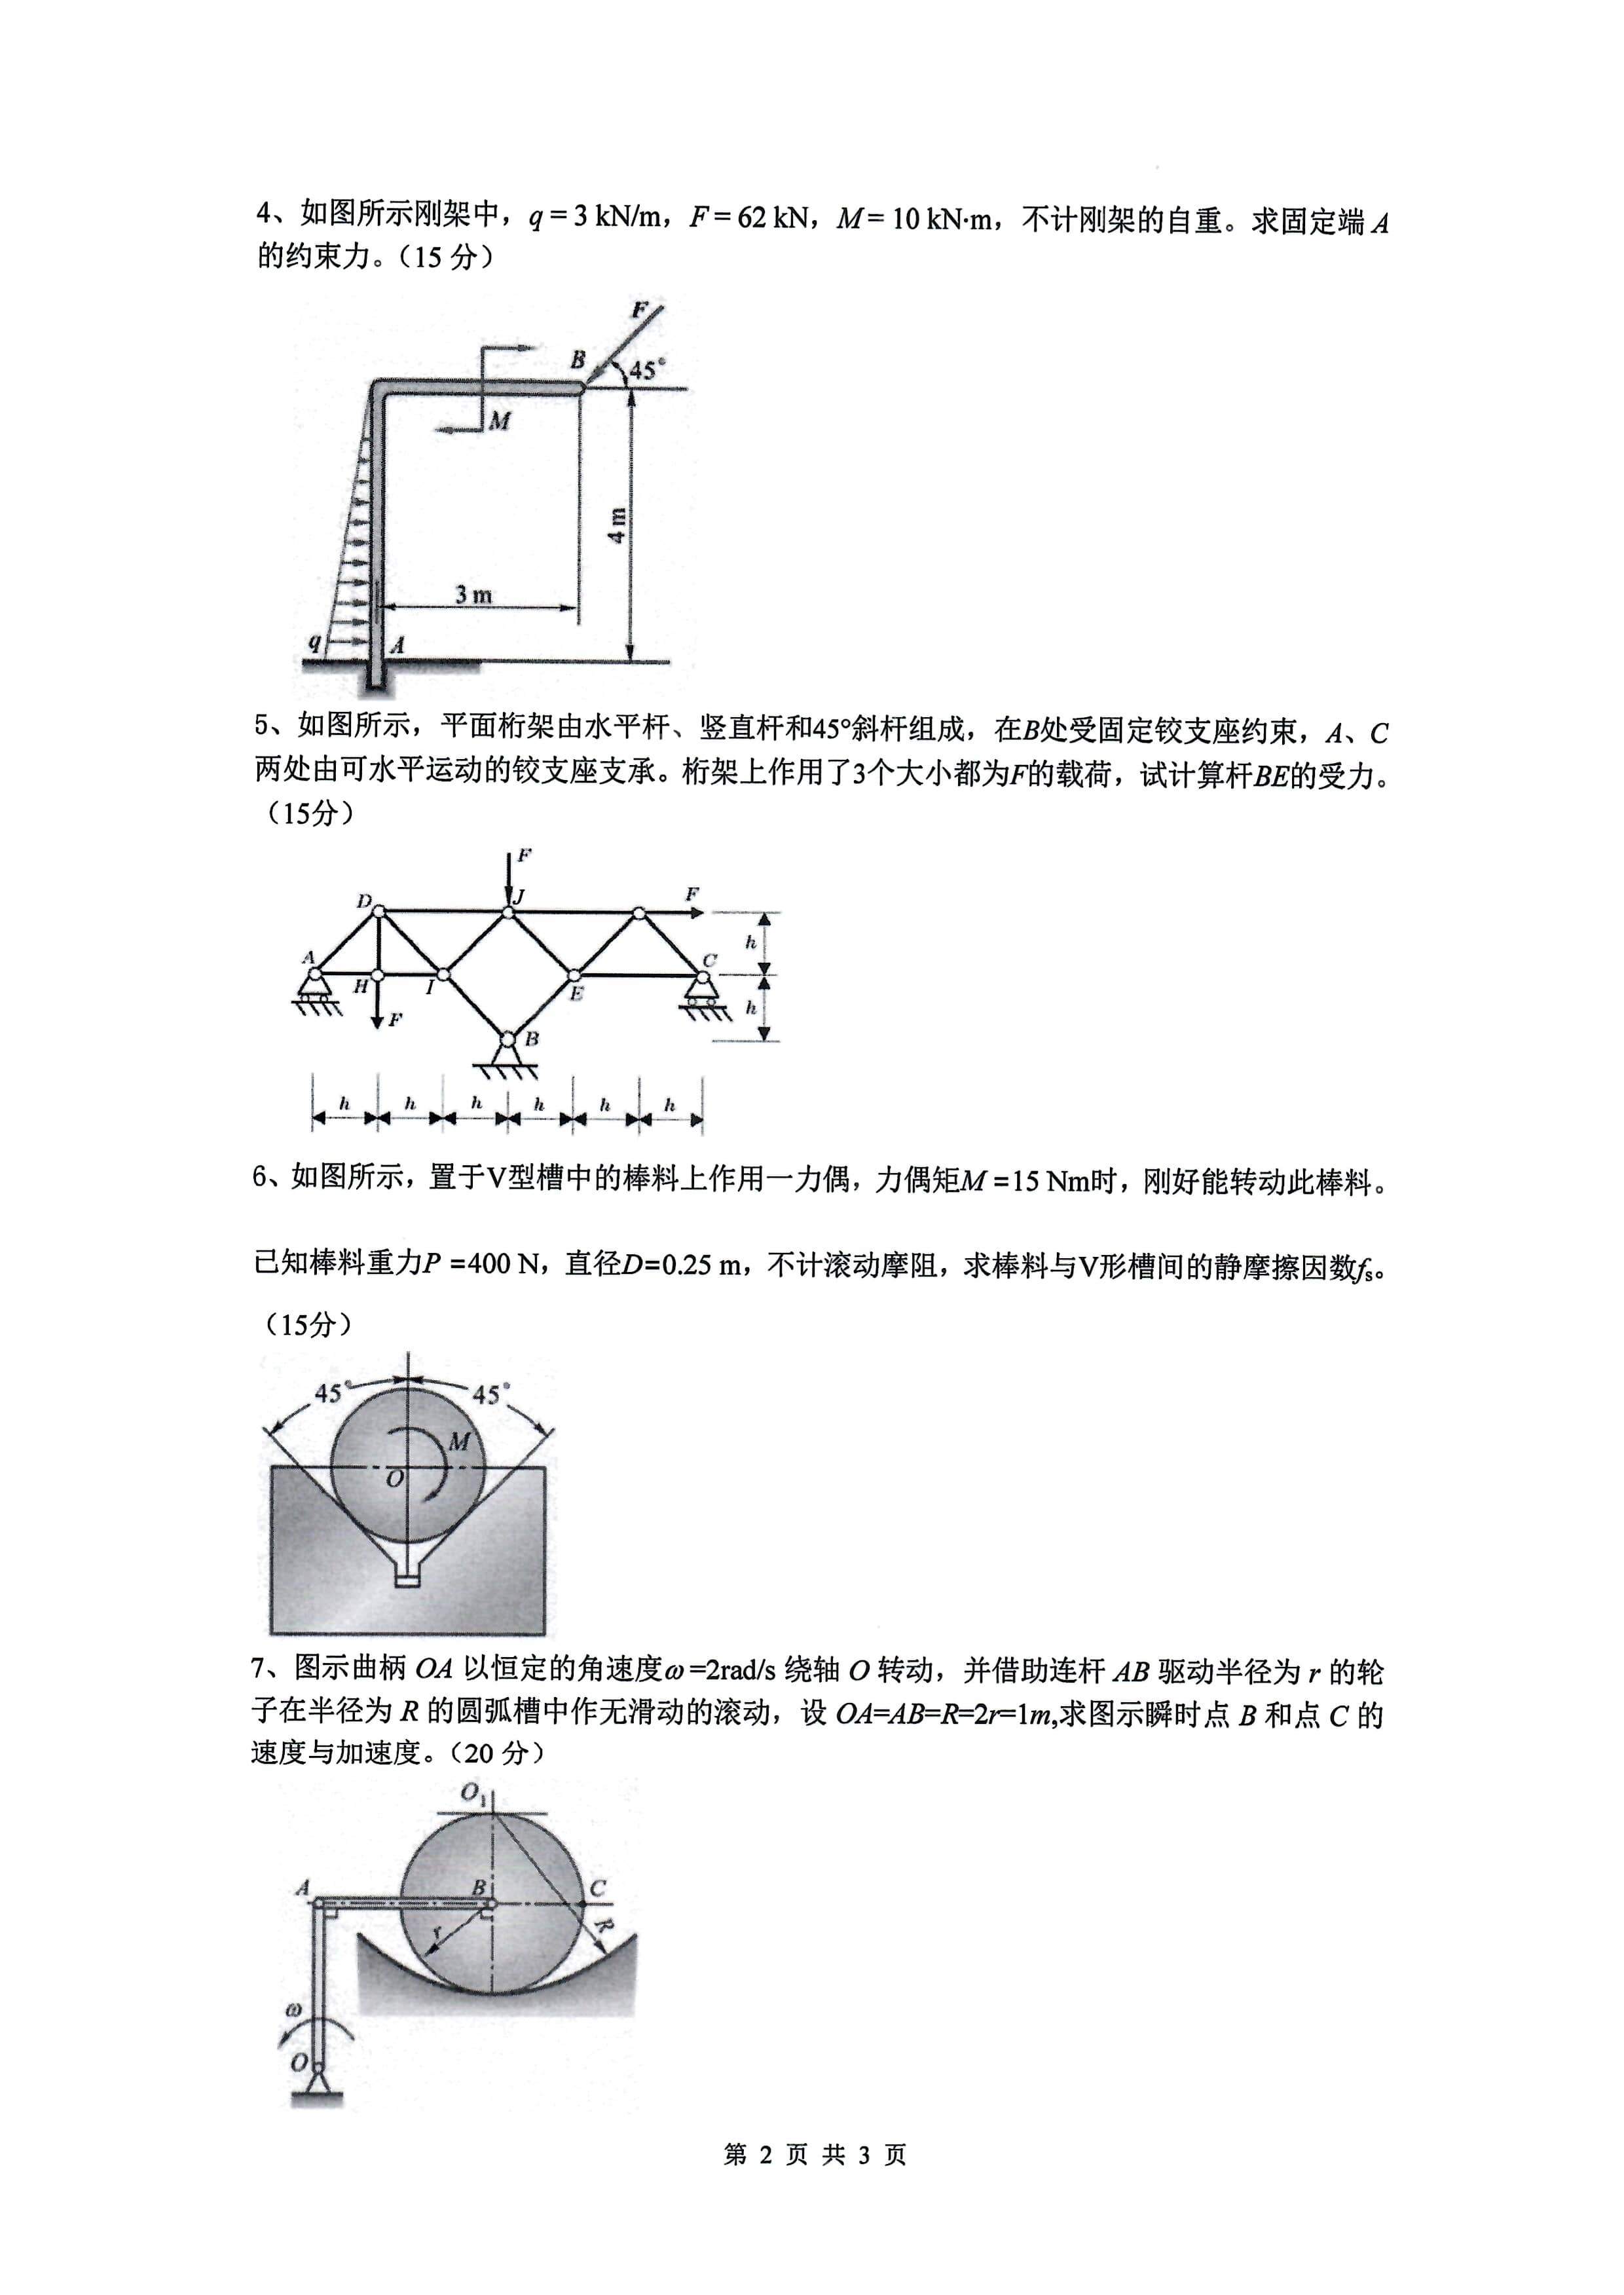 4、如图所示刚架中，q = 3 kN/m，F = 62 kN，M = 10 kN·m，不计刚架的自重。求固定端 A
的约束力。（15 分）
F
B
45°
M
4 m
3 m
q
A
5、如图所示，平面桁架由水平杆、竖直杆和45°斜杆组成，在B处受固定铰支座约束，A、C
两处由可水平运动的铰支座支承。桁架上作用了3个大小都为F的载荷，试计算杆BE的受力。
（15分）
F
D
J
F
h
A
C
H
I
E
F
h
B
h h h h h h
6、如图所示，置于V型槽中的棒料上作用一力偶，力偶矩M =15 Nm时，刚好能转动此棒料。
已知棒料重力P =400 N，直径D=0.25 m，不计滚动摩阻，求棒料与V形槽间的静摩擦因数fs。
（15分）
45° 45°
M
O
7、图示曲柄 OA 以恒定的角速度ω =2rad/s 绕轴 O 转动，并借助连杆 AB 驱动半径为 r 的轮
子在半径为 R 的圆弧槽中作无滑动的滚动，设 OA=AB=R=2r=1m,求图示瞬时点 B 和点 C 的
速度与加速度。（20 分）
O1
A
B
C
r
R
ω
O
第 2 页 共 3 页